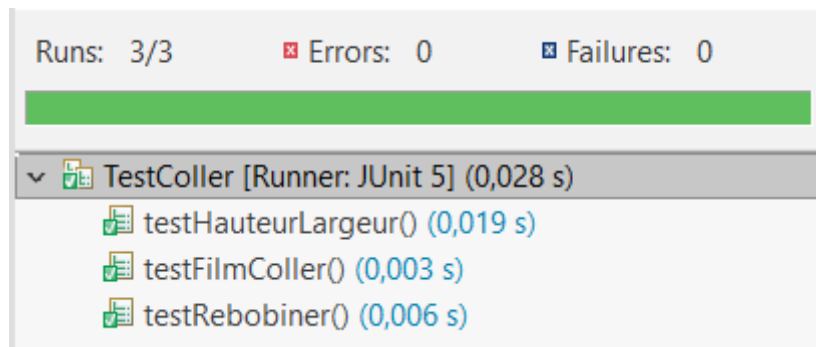 Runs: 3/3 Errors: 0 Failures: 0
TestColler [Runner: JUnit 5] (0,028 s)
testHauteurLargeur() (0,019 s)
testFilmColler() (0,003 s)
testRebobiner() (0,006 s)